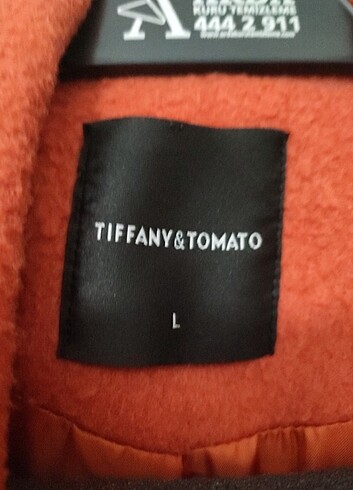 KURU TEMİZLEME
444 2 911
TIFFANY&TOMATO
L